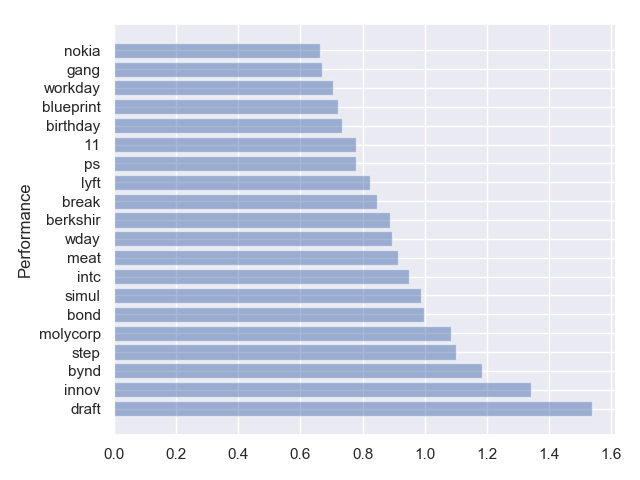 nokia
gang
workday
blueprint
birthday
11
ps
lyft
break
berkshir
wday
meat
intc
simul
bond
molycorp
step
bynd
innov
draft
Performance
0.0 0.2 0.4 0.6 0.8 1.0 1.2 1.4 1.6